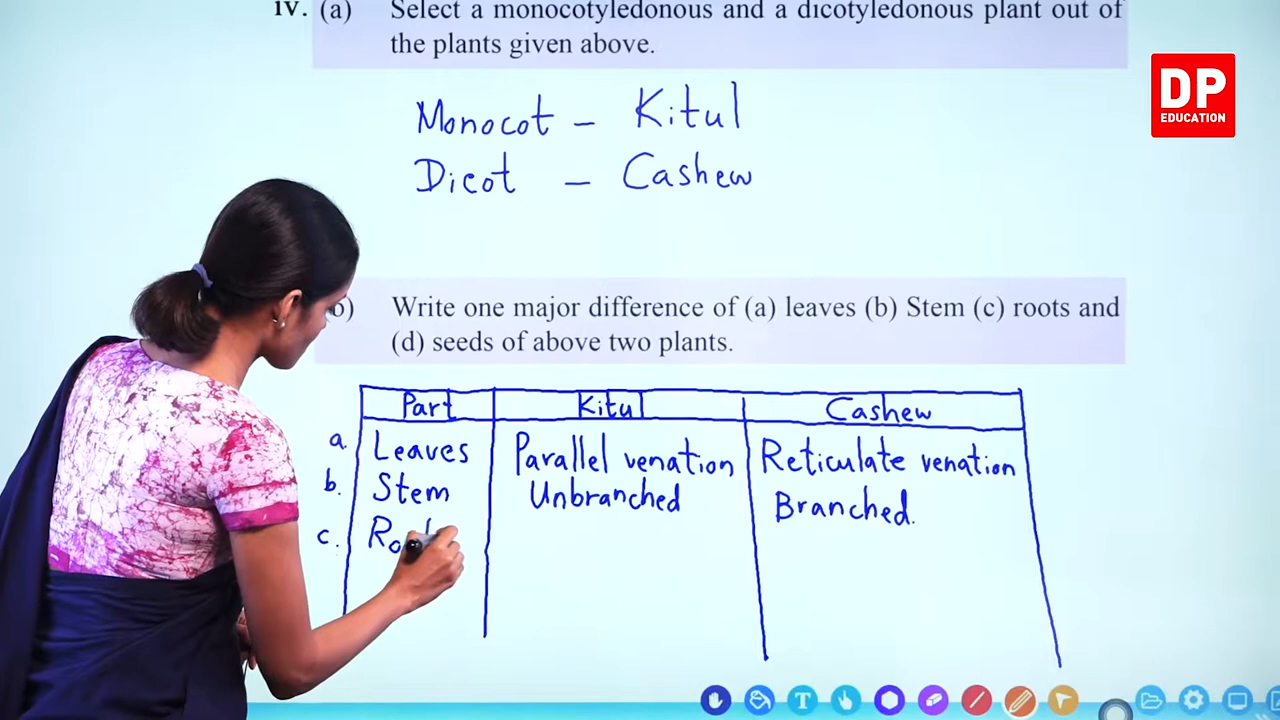 iv. (a) Select a monocotyledonous and a dicotyledonous plant out of
the plants given above.
DP
EDUCATION
Monocot – Kitul
Dicot – Cashew
b) Write one major difference of (a) leaves (b) Stem (c) roots and
(d) seeds of above two plants.
Part Kitul Cashew
a. Leaves Parallel venation Reticulate venation
b. Stem Unbranched Branched.
c.